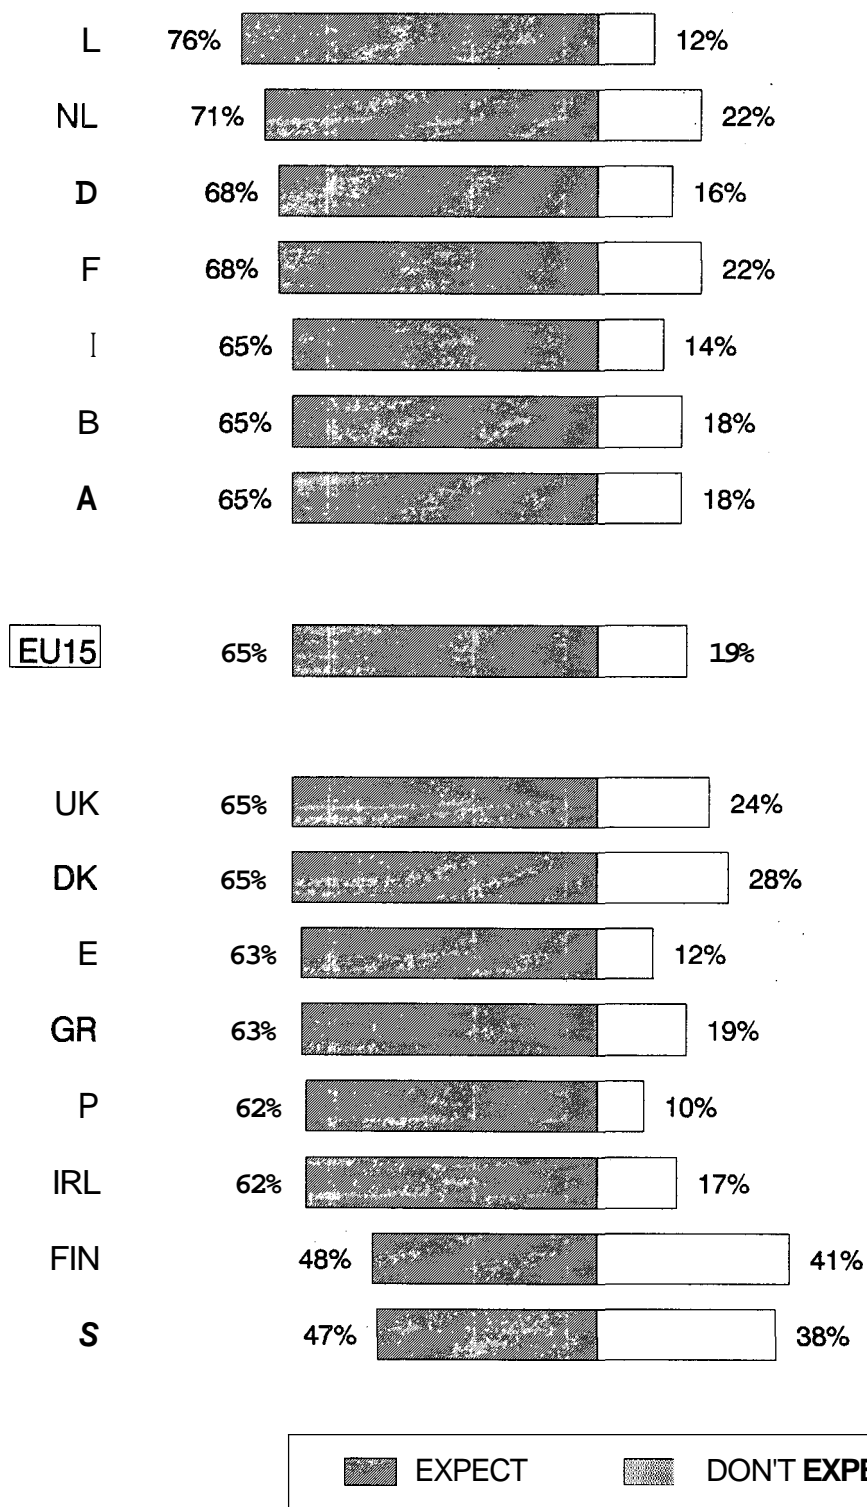 L 76% 12%
NL 71% 22%
D 68% 16%
F 68% 22%
I 65% 14%
B 65% 18%
A 65% 18%
EU15 65% 19%
UK 65% 24%
DK 65% 28%
E 63% 12%
GR 63% 19%
P 62% 10%
IRL 62% 17%
FIN 48% 41%
S 47% 38%
EXPECT DON'T EXPE